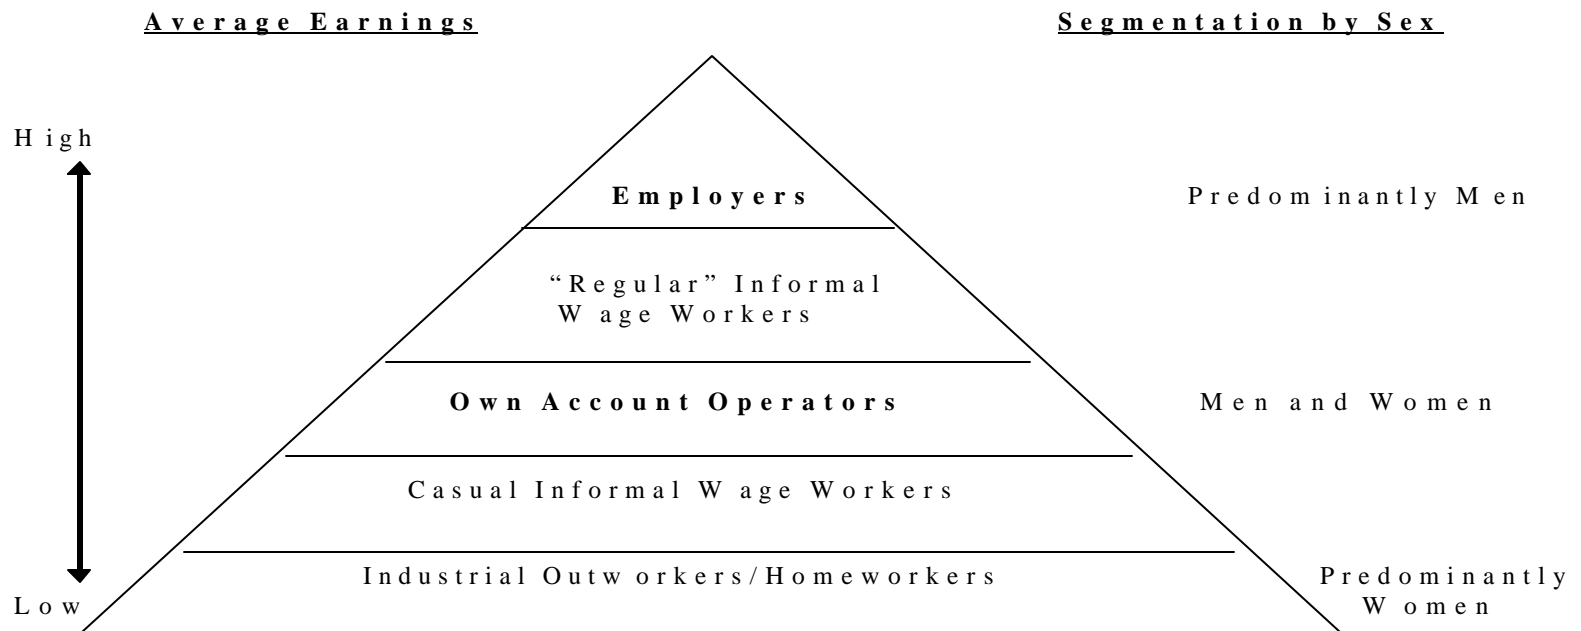 Average Earnings
Segmentation by Sex
High
Employers
Predominantly Men
“Regular” Informal
Wage Workers
Own Account Operators
Men and Women
Casual Informal Wage Workers
Industrial Outworkers/Homeworkers
Predominantly
Women
Low